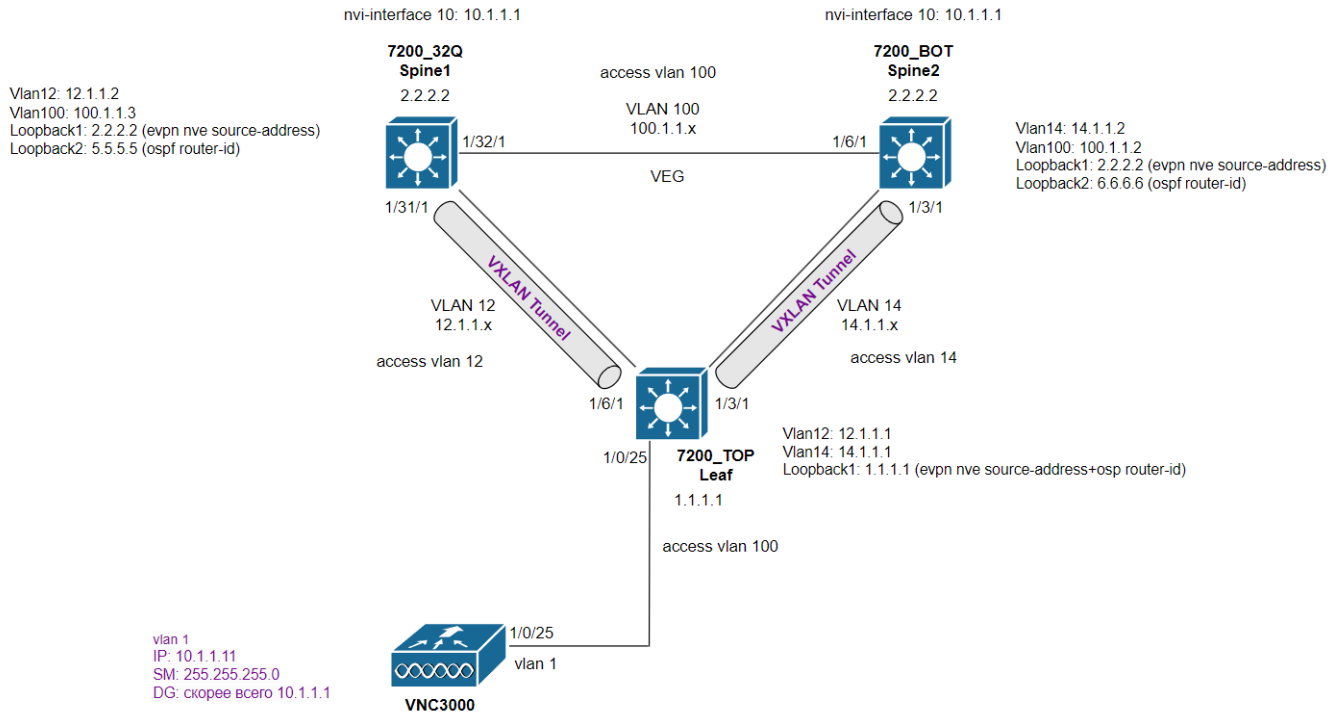 nvi-interface 10: 10.1.1.1
nvi-interface 10: 10.1.1.1
7200_32Q
Spine1
2.2.2.2
7200_BOT
Spine2
2.2.2.2
access vlan 100
VLAN 100
100.1.1.x
VEG
Vlan12: 12.1.1.2
Vlan100: 100.1.1.3
Loopback1: 2.2.2.2 (evpn nve source-address)
Loopback2: 5.5.5.5 (ospf router-id)
1/32/1
1/6/1
Vlan14: 14.1.1.2
Vlan100: 100.1.1.2
Loopback1: 2.2.2.2 (evpn nve source-address)
Loopback2: 6.6.6.6 (ospf router-id)
1/31/1
1/3/1
VXLAN Tunnel
VXLAN Tunnel
VLAN 12
12.1.1.x
access vlan 12
VLAN 14
14.1.1.x
access vlan 14
1/6/1
1/3/1
Vlan12: 12.1.1.1
Vlan14: 14.1.1.1
Loopback1: 1.1.1.1 (evpn nve source-address+osp router-id)
1/0/25
7200_TOP
Leaf
1.1.1.1
access vlan 100
vlan 1
IP: 10.1.1.11
SM: 255.255.255.0
DG: скорее всего 10.1.1.1
1/0/25
vlan 1
VNC3000